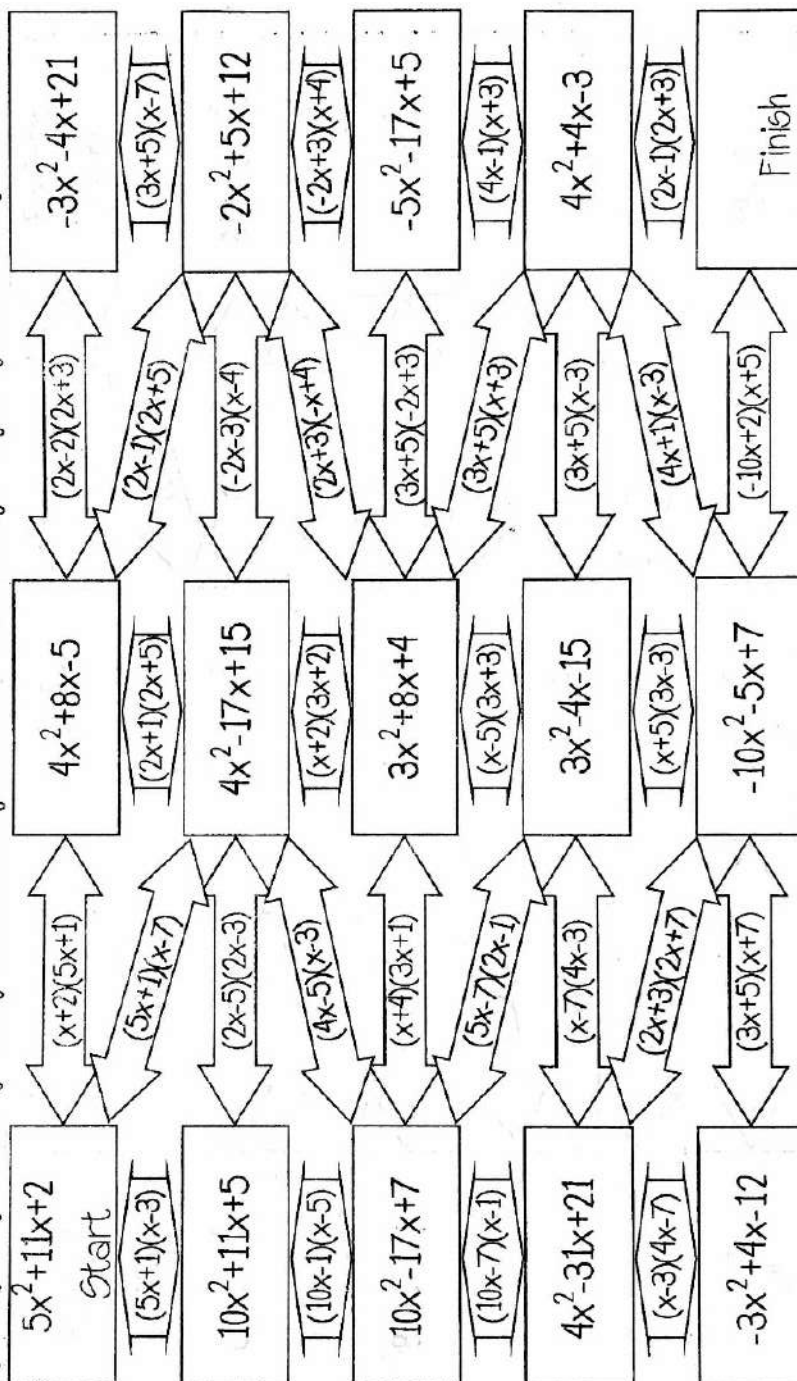 5x²+11x+2
Start
(x+2)(5x+1)
4x²+8x-5
(2x-2)(2x+3)
-3x²-4x+21
(5x+1)(x-3)
(5x+1)(x-7)
(2x+1)(2x+5)
(2x-1)(2x+5)
(3x+5)(x-7)
10x²+11x+5
(2x-5)(2x-3)
4x²-17x+15
(-2x-3)(x-4)
-2x²+5x+12
(10x-1)(x-5)
(4x-5)(x-3)
(x+2)(3x+2)
(2x+3)(-x+4)
(-2x+3)(x+4)
10x²-17x+7
(x+4)(3x+1)
3x²+8x+4
(3x+5)(-2x+3)
-5x²-17x+5
(10x-7)(x-1)
(5x-7)(2x-1)
(x-5)(3x+3)
(3x+5)(x+3)
(4x-1)(x+3)
4x²-31x+21
(x-7)(4x-3)
3x²-4x-15
(3x+5)(x-3)
4x²+4x-3
(x-3)(4x-7)
(2x+3)(2x+7)
(x+5)(3x-3)
(4x+1)(x-3)
(2x-1)(2x+3)
-3x²+4x-12
(3x+5)(x+7)
-10x²-5x+7
(-10x+2)(x+5)
Finish